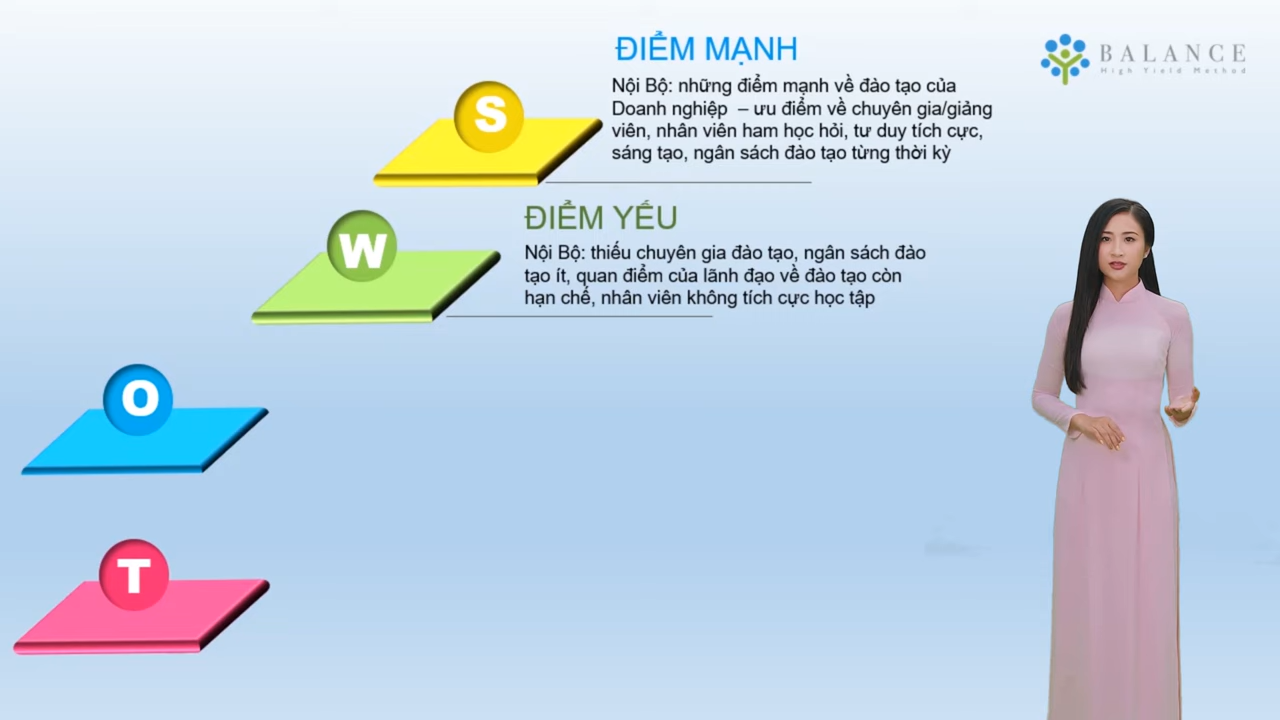 ĐIỂM MẠNH
BALANCE
High Yield Method
S
Nội Bộ: những điểm mạnh về đào tạo của
Doanh nghiệp – ưu điểm về chuyên gia/giảng
viên, nhân viên ham học hỏi, tư duy tích cực,
sáng tạo, ngân sách đào tạo từng thời kỳ
W
ĐIỂM YẾU
Nội Bộ: thiếu chuyên gia đào tạo, ngân sách đào
tạo ít, quan điểm của lãnh đạo về đào tạo còn
hạn chế, nhân viên không tích cực học tập
O
T